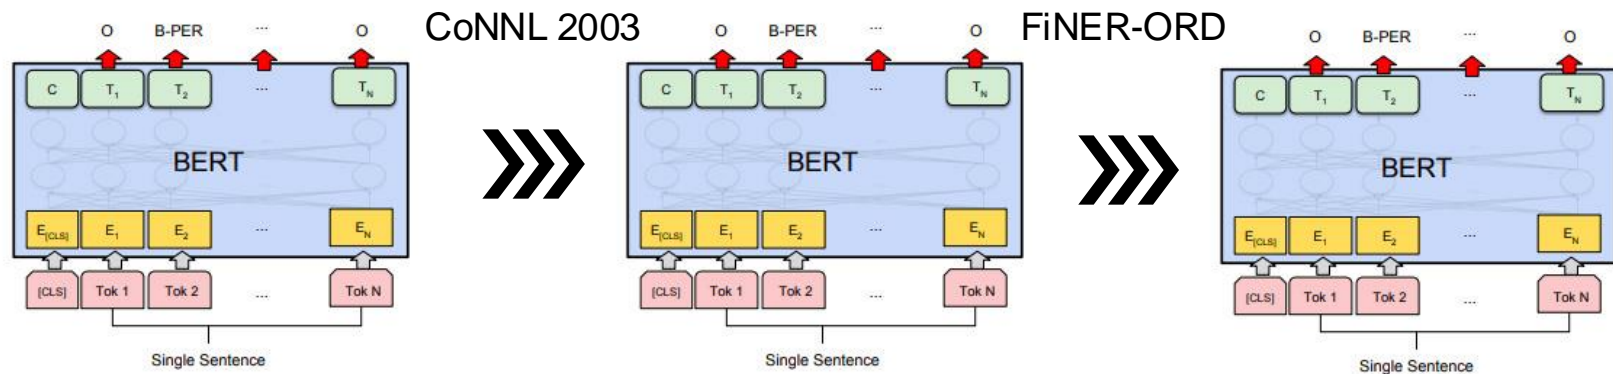 CoNNL 2003
FiNER-ORD
O B-PER ... O
C T1 T2 ... TN
BERT
E[CLS] E1 E2 ... EN
[CLS] Tok 1 Tok 2 ... Tok N
Single Sentence
O B-PER ... O
C T1 T2 ... TN
BERT
E[CLS] E1 E2 ... EN
[CLS] Tok 1 Tok 2 ... Tok N
Single Sentence
O B-PER ... O
C T1 T2 ... TN
BERT
E[CLS] E1 E2 ... EN
[CLS] Tok 1 Tok 2 ... Tok N
Single Sentence